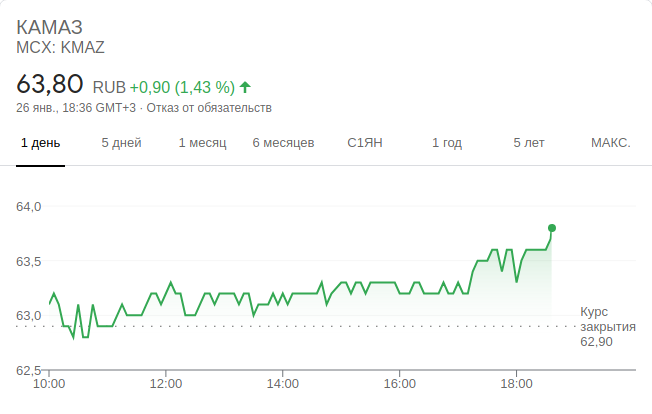 КАМАЗ
MCX: KMAZ
63,80 RUB +0,90 (1,43 %)
26 янв., 18:36 GMT+3 · Отказ от обязательств
1 день 5 дней 1 месяц 6 месяцев С1ЯН 1 год 5 лет МАКС.
64,0
63,5
63,0
62,5
Курс
закрытия
62,90
10:00 12:00 14:00 16:00 18:00